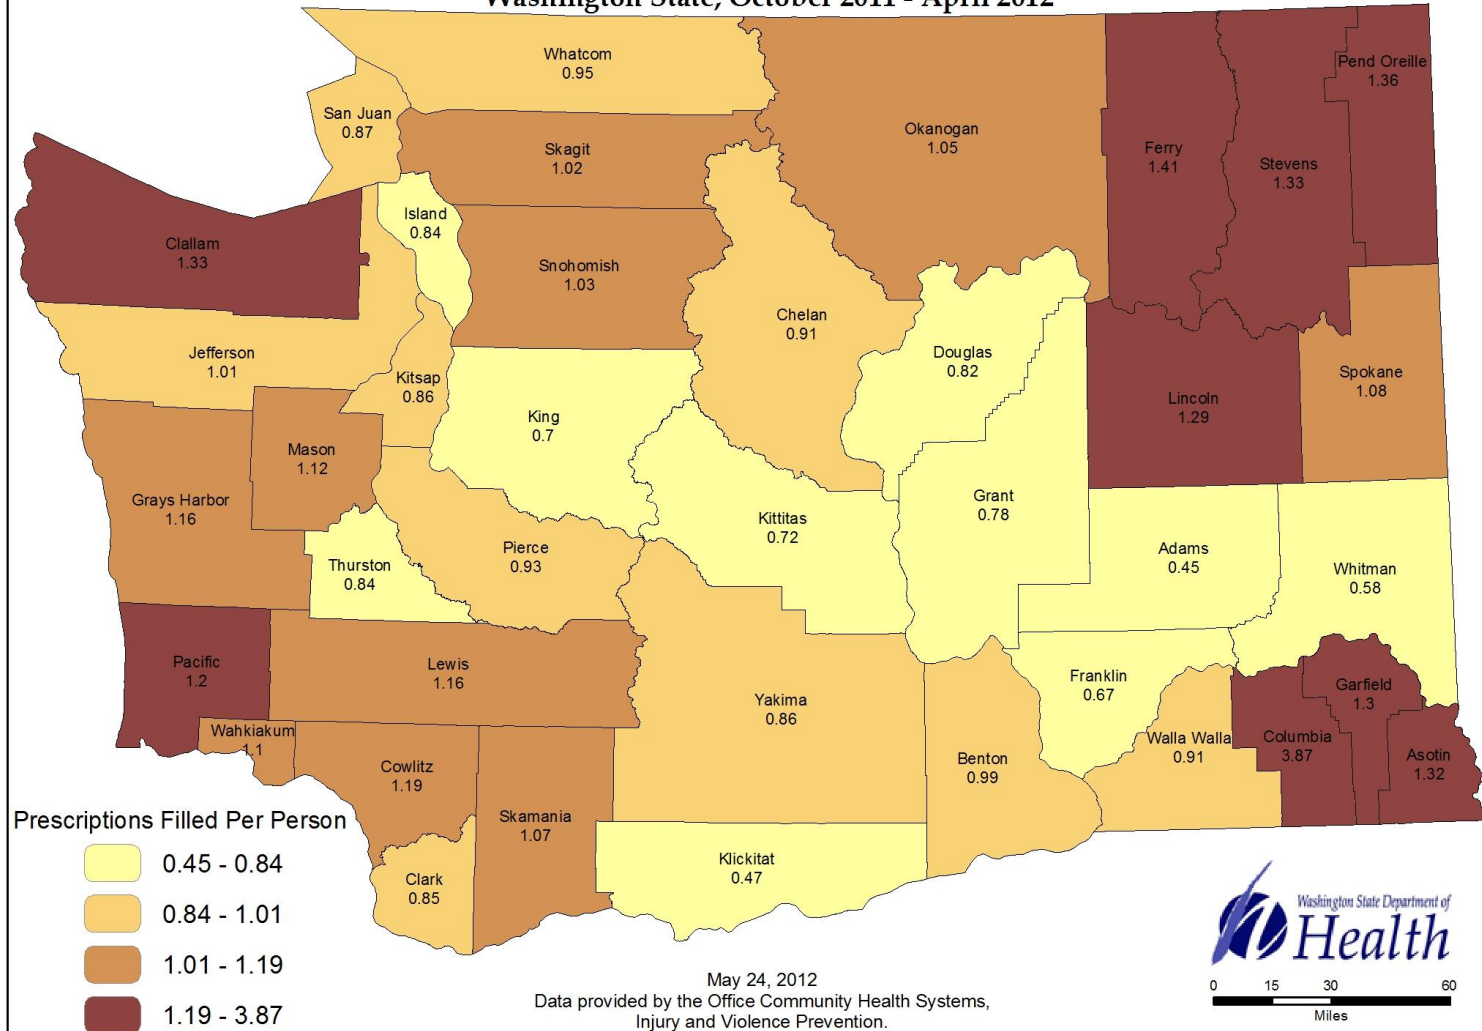 Washington State, October 2011 - April 2012
Whatcom
0.95
San Juan
0.87
Skagit
1.02
Okanogan
1.05
Ferry
1.41
Stevens
1.33
Pend Oreille
1.36
Clallam
1.33
Island
0.84
Snohomish
1.03
Chelan
0.91
Jefferson
1.01
Kitsap
0.86
King
0.7
Douglas
0.82
Lincoln
1.29
Spokane
1.08
Mason
1.12
Grays Harbor
1.16
Thurston
0.84
Pierce
0.93
Kittitas
0.72
Grant
0.78
Adams
0.45
Whitman
0.58
Pacific
1.2
Lewis
1.16
Yakima
0.86
Franklin
0.67
Garfield
1.3
Wahkiakum
1.1
Cowlitz
1.19
Skamania
1.07
Benton
0.99
Walla Walla
0.91
Columbia
3.87
Asotin
1.32
Clark
0.85
Klickitat
0.47
Prescriptions Filled Per Person
0.45 - 0.84
0.84 - 1.01
1.01 - 1.19
1.19 - 3.87
May 24, 2012
Data provided by the Office Community Health Systems,
Injury and Violence Prevention.
Washington State Department of
Health
0 15 30 60
Miles